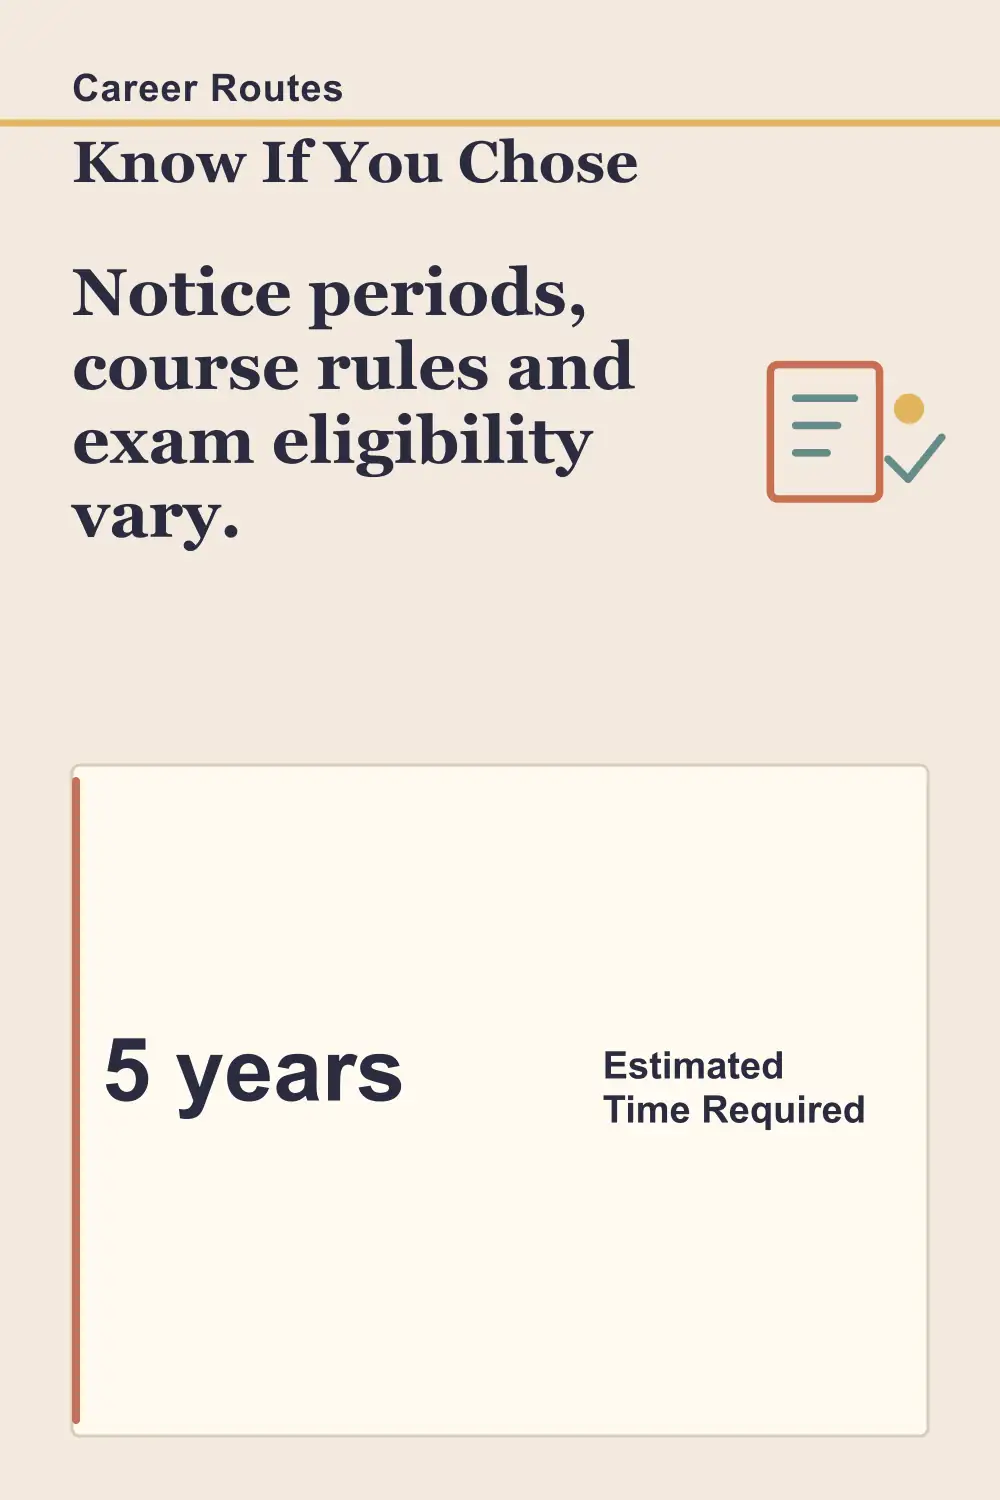 Career Routes
Know If You Chose
Notice periods,
course rules and
exam eligibility
vary.
5 years
Estimated
Time Required